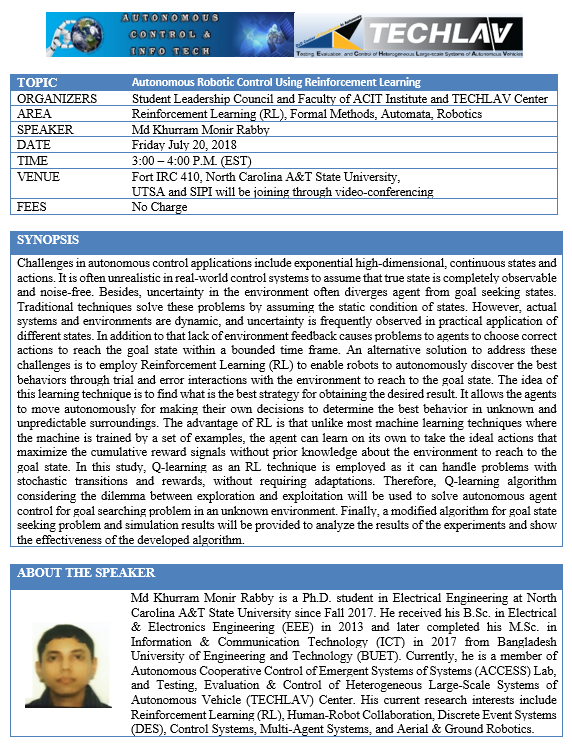 AUTONOMOUS
CONTROL &
INFO TECH
TECHLAV
Testing, Evaluation, and Control of Heterogeneous Large-scale Systems of Autonomous Vehicles
TOPIC Autonomous Robotic Control Using Reinforcement Learning
ORGANIZERS Student Leadership Council and Faculty of ACIT Institute and TECHLAV Center
AREA Reinforcement Learning (RL), Formal Methods, Automata, Robotics
SPEAKER Md Khurram Monir Rabby
DATE Friday July 20, 2018
TIME 3:00 – 4:00 P.M. (EST)
VENUE Fort IRC 410, North Carolina A&T State University,
UTSA and SIPI will be joining through video-conferencing
FEES No Charge
SYNOPSIS
Challenges in autonomous control applications include exponential high-dimensional, continuous states and
actions. It is often unrealistic in real-world control systems to assume that true state is completely observable
and noise-free. Besides, uncertainty in the environment often diverges agent from goal seeking states.
Traditional techniques solve these problems by assuming the static condition of states. However, actual
systems and environments are dynamic, and uncertainty is frequently observed in practical application of
different states. In addition to that lack of environment feedback causes problems to agents to choose correct
actions to reach the goal state within a bounded time frame. An alternative solution to address these
challenges is to employ Reinforcement Learning (RL) to enable robots to autonomously discover the best
behaviors through trial and error interactions with the environment to reach to the goal state. The idea of
this learning technique is to find what is the best strategy for obtaining the desired result. It allows the agents
to move autonomously for making their own decisions to determine the best behavior in unknown and
unpredictable surroundings. The advantage of RL is that unlike most machine learning techniques where
the machine is trained by a set of examples, the agent can learn on its own to take the ideal actions that
maximize the cumulative reward signals without prior knowledge about the environment to reach to the
goal state. In this study, Q-learning as an RL technique is employed as it can handle problems with
stochastic transitions and rewards, without requiring adaptations. Therefore, Q-learning algorithm
considering the dilemma between exploration and exploitation will be used to solve autonomous agent
control for goal searching problem in an unknown environment. Finally, a modified algorithm for goal state
seeking problem and simulation results will be provided to analyze the results of the experiments and show
the effectiveness of the developed algorithm.
ABOUT THE SPEAKER
Md Khurram Monir Rabby is a Ph.D. student in Electrical Engineering at North
Carolina A&T State University since Fall 2017. He received his B.Sc. in Electrical
& Electronics Engineering (EEE) in 2013 and later completed his M.Sc. in
Information & Communication Technology (ICT) in 2017 from Bangladesh
University of Engineering and Technology (BUET). Currently, he is a member of
Autonomous Cooperative Control of Emergent Systems of Systems (ACCESS) Lab,
and Testing, Evaluation & Control of Heterogeneous Large-Scale Systems of
Autonomous Vehicle (TECHLAV) Center. His current research interests include
Reinforcement Learning (RL), Human-Robot Collaboration, Discrete Event Systems
(DES), Control Systems, Multi-Agent Systems, and Aerial & Ground Robotics.